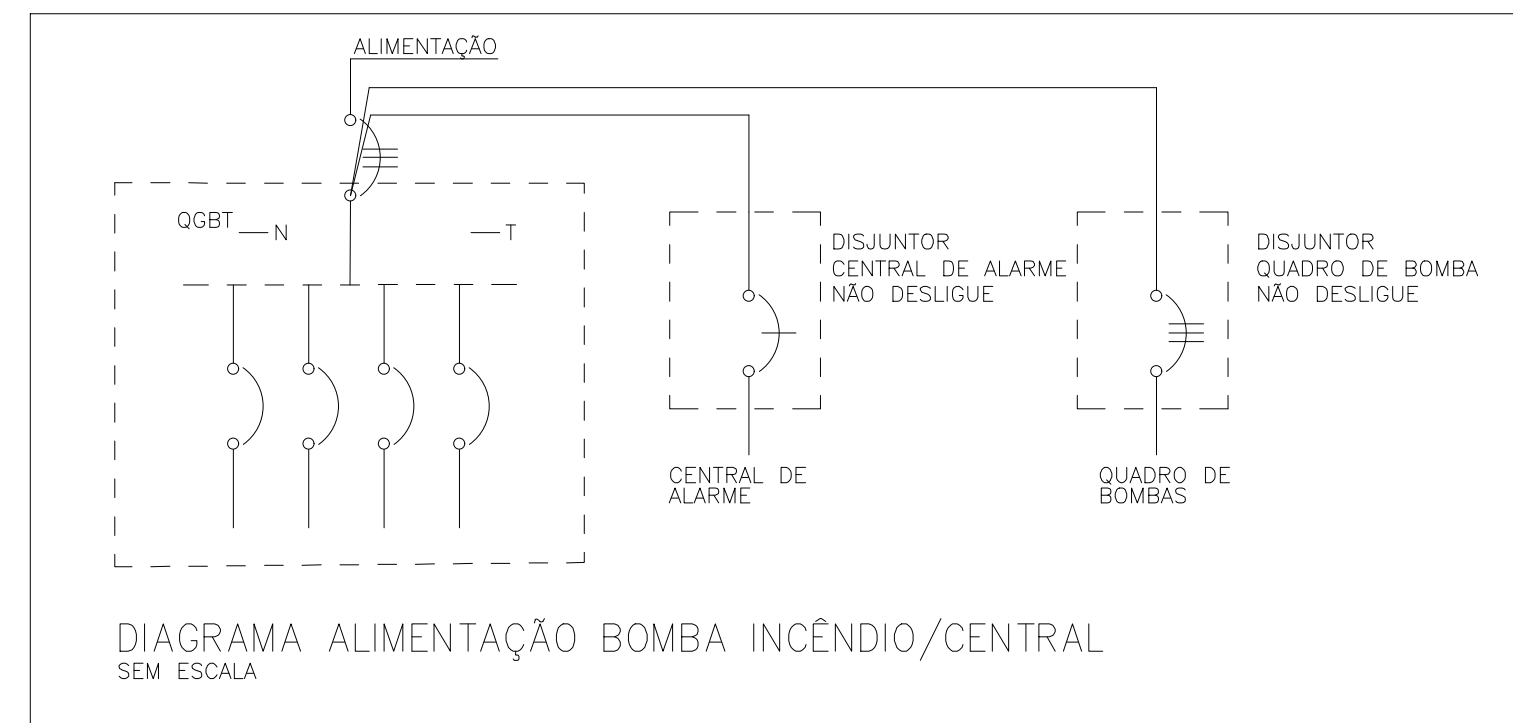 ALIMENTAÇÃO
QGBT
N
T
DISJUNTOR
CENTRAL DE ALARME
NÃO DESLIGUE
DISJUNTOR
QUADRO DE BOMBA
NÃO DESLIGUE
CENTRAL DE
ALARME
QUADRO DE
BOMBAS
DIAGRAMA ALIMENTAÇÃO BOMBA INCÊNDIO/CENTRAL
SEM ESCALA